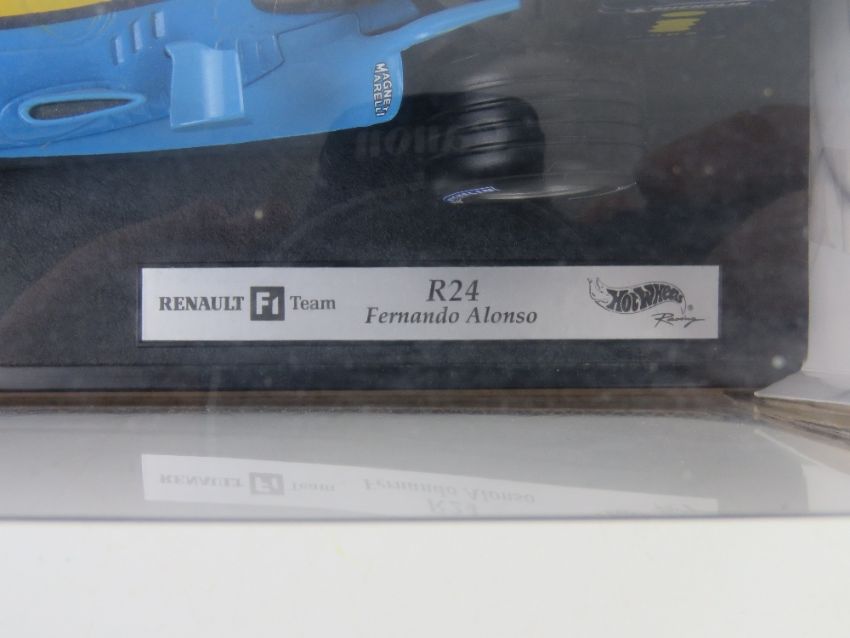 MAGNETI
MARELLI
RENAULT F1 Team
R24
Fernando Alonso
Hot Wheels®
Racing